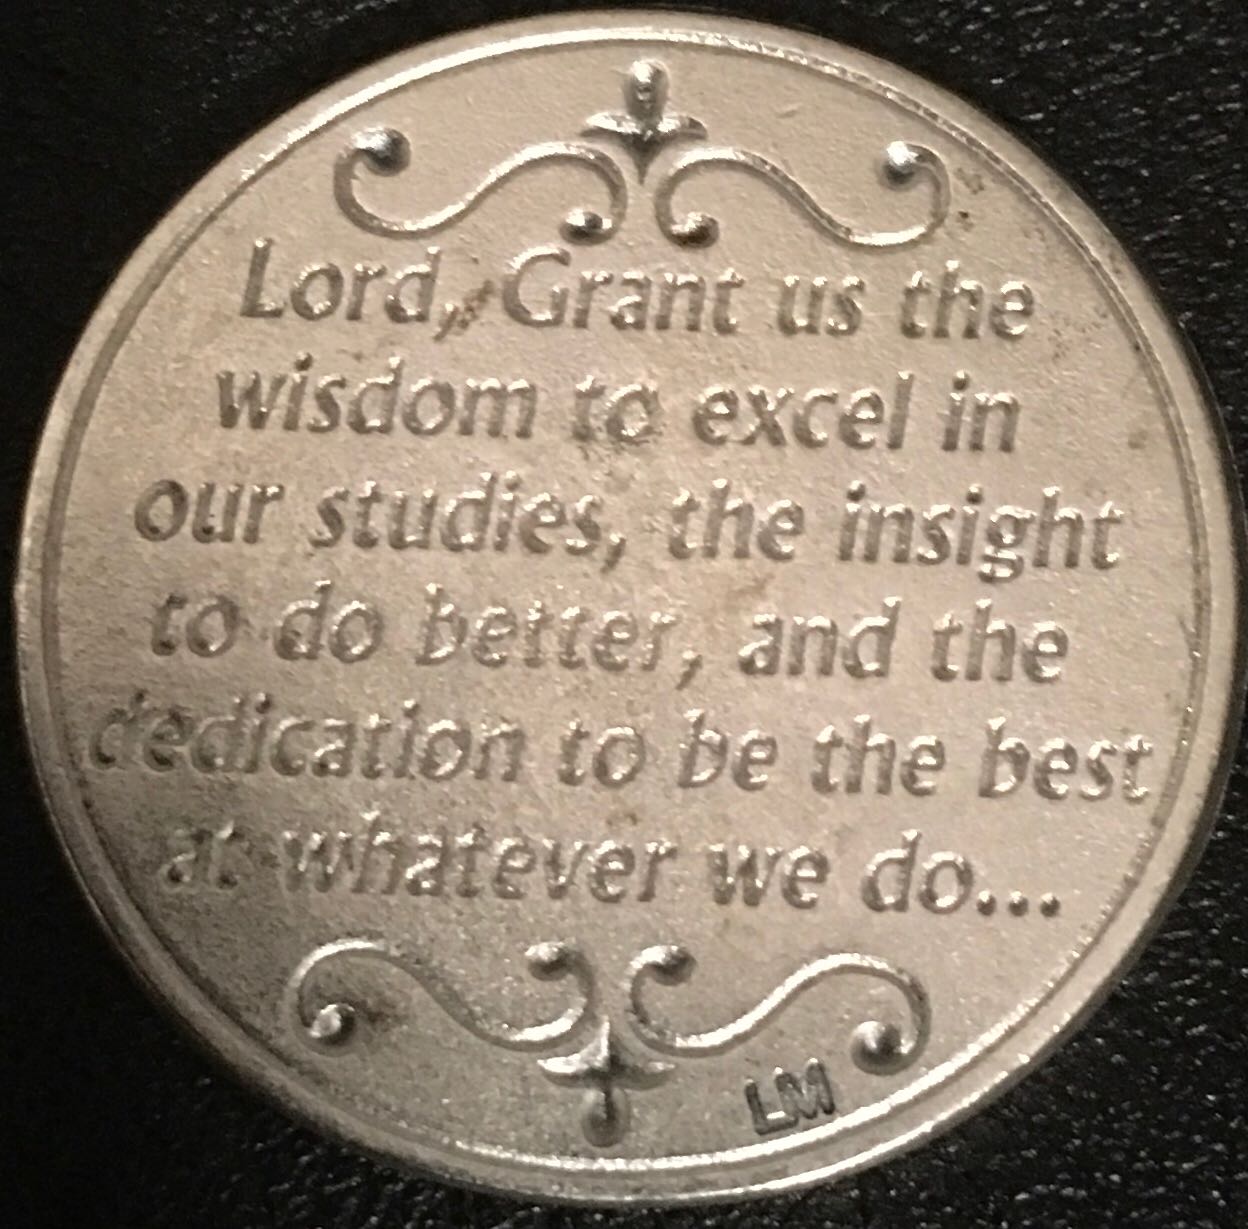 Lord, Grant us the
wisdom to excel in
our studies, the insight
to do better, and the
dedication to be the best
at whatever we do...
LM